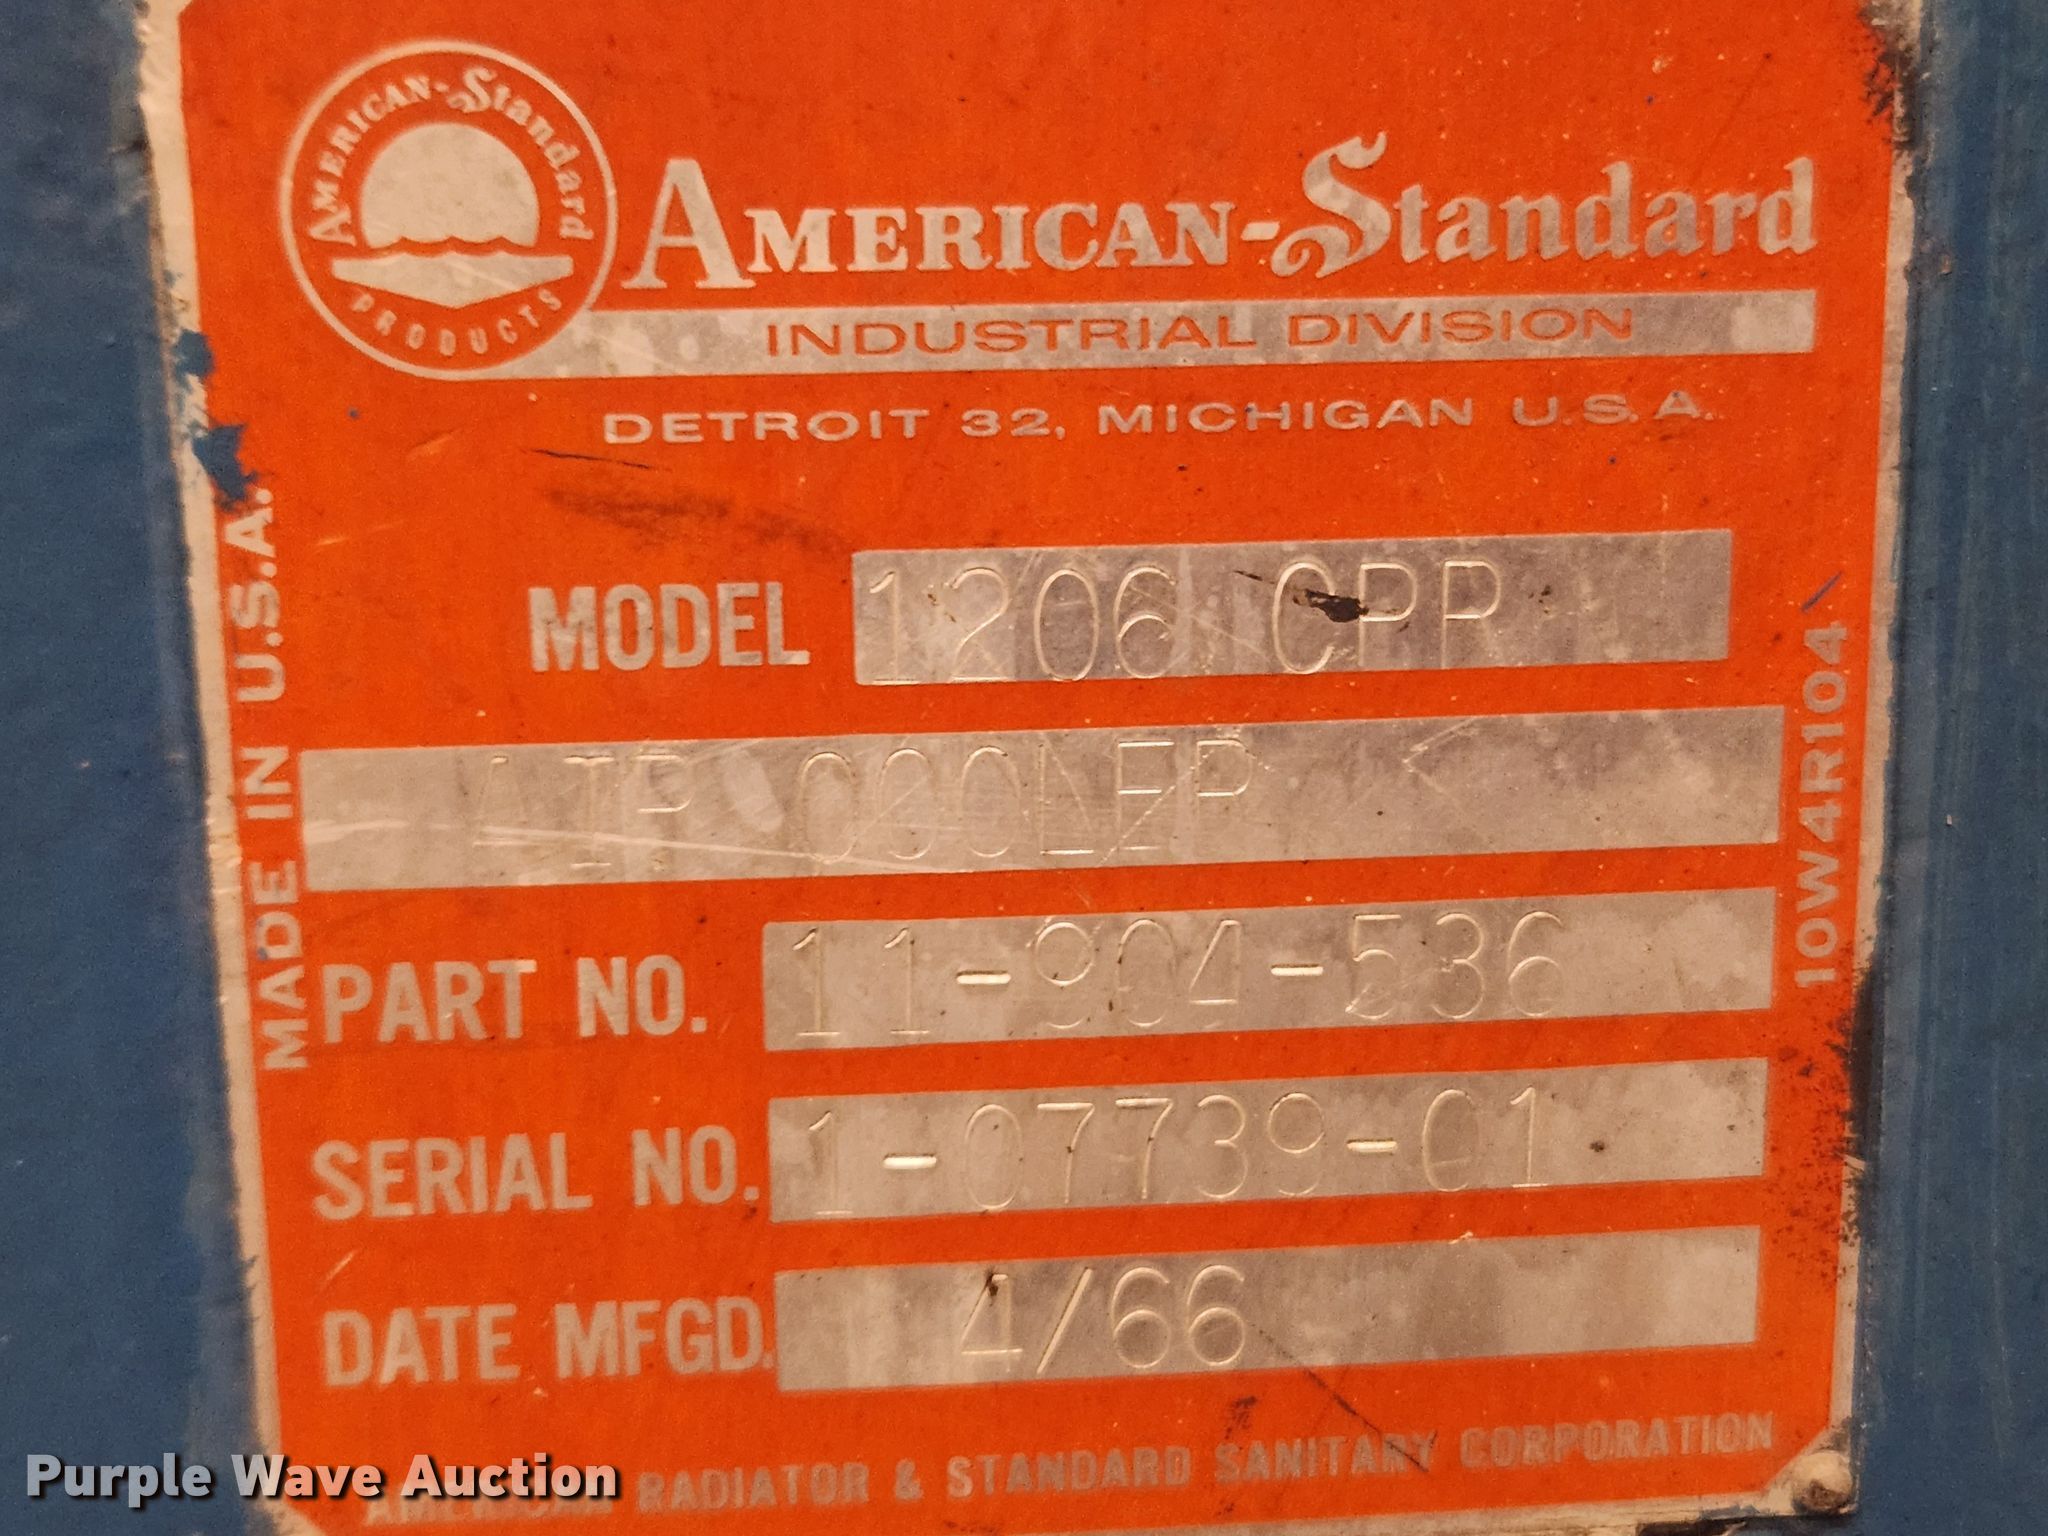 AMERICAN-Standard
PRODUCTS
AMERICAN-Standard
INDUSTRIAL DIVISION
DETROIT 32, MICHIGAN U.S.A.
MADE IN U.S.A.
MODEL 1206 CPP
AIR COOLER
PART NO. 11-904-536
SERIAL NO. 1-07739-01
DATE MFGD. 4/66
10W4R104
AMERICAN RADIATOR & STANDARD SANITARY CORPORATION
Purple Wave Auction